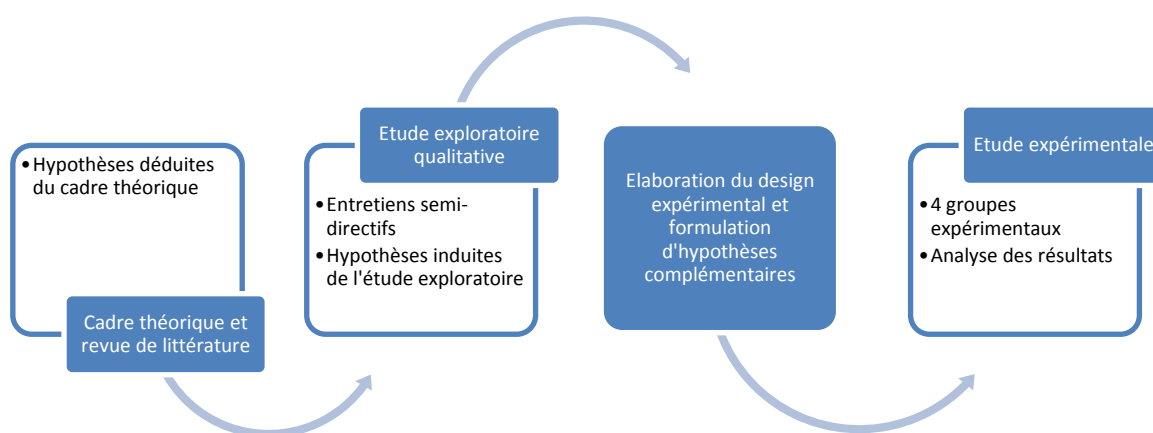 •Hypothèses déduites
du cadre théorique
Cadre théorique et
revue de littérature
Etude exploratoire
qualitative
•Entretiens semi-
directifs
•Hypothèses induites
de l'étude exploratoire
Elaboration du design
expérimental et
formulation
d'hypothèses
complémentaires
Etude expérimentale
•4 groupes
expérimentaux
•Analyse des résultats